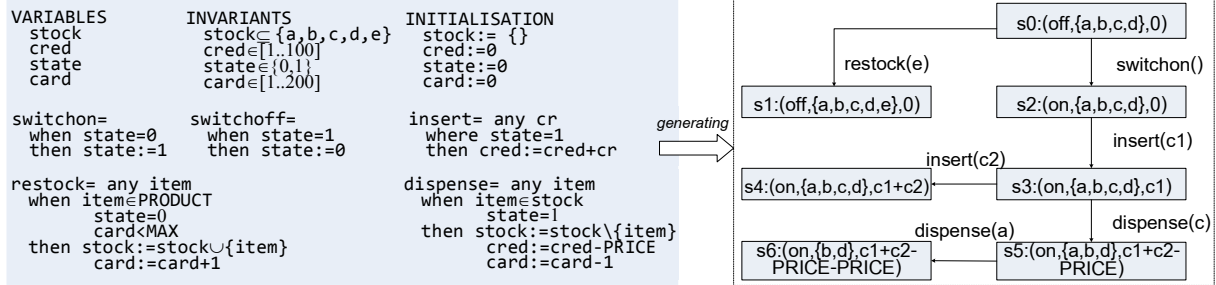 VARIABLES
stock
cred
state
card
INVARIANTS
stock⊆{a,b,c,d,e}
cred∈[1..100]
state∈{0,1}
card∈[1..200]
INITIALISATION
stock:= {}
cred:=0
state:=0
card:=0
switchon=
when state=0
then state:=1
switchoff=
when state=1
then state:=0
insert= any cr
where state=1
then cred:=cred+cr
restock= any item
when item∈PRODUCT
state=0
card<MAX
then stock:=stock∪{item}
card:=card+1
dispense= any item
when item∈stock
state=1
then stock:=stock\{item}
cred:=cred-PRICE
card:=card-1
generating
s0:(off,{a,b,c,d},0)
restock(e)
switchon()
s1:(off,{a,b,c,d,e},0)
s2:(on,{a,b,c,d},0)
insert(c1)
insert(c2)
s4:(on,{a,b,c,d},c1+c2)
s3:(on,{a,b,c,d},c1)
dispense(c)
dispense(a)
s6:(on,{b,d},c1+c2-
PRICE-PRICE)
s5:(on,{a,b,d},c1+c2-
PRICE)